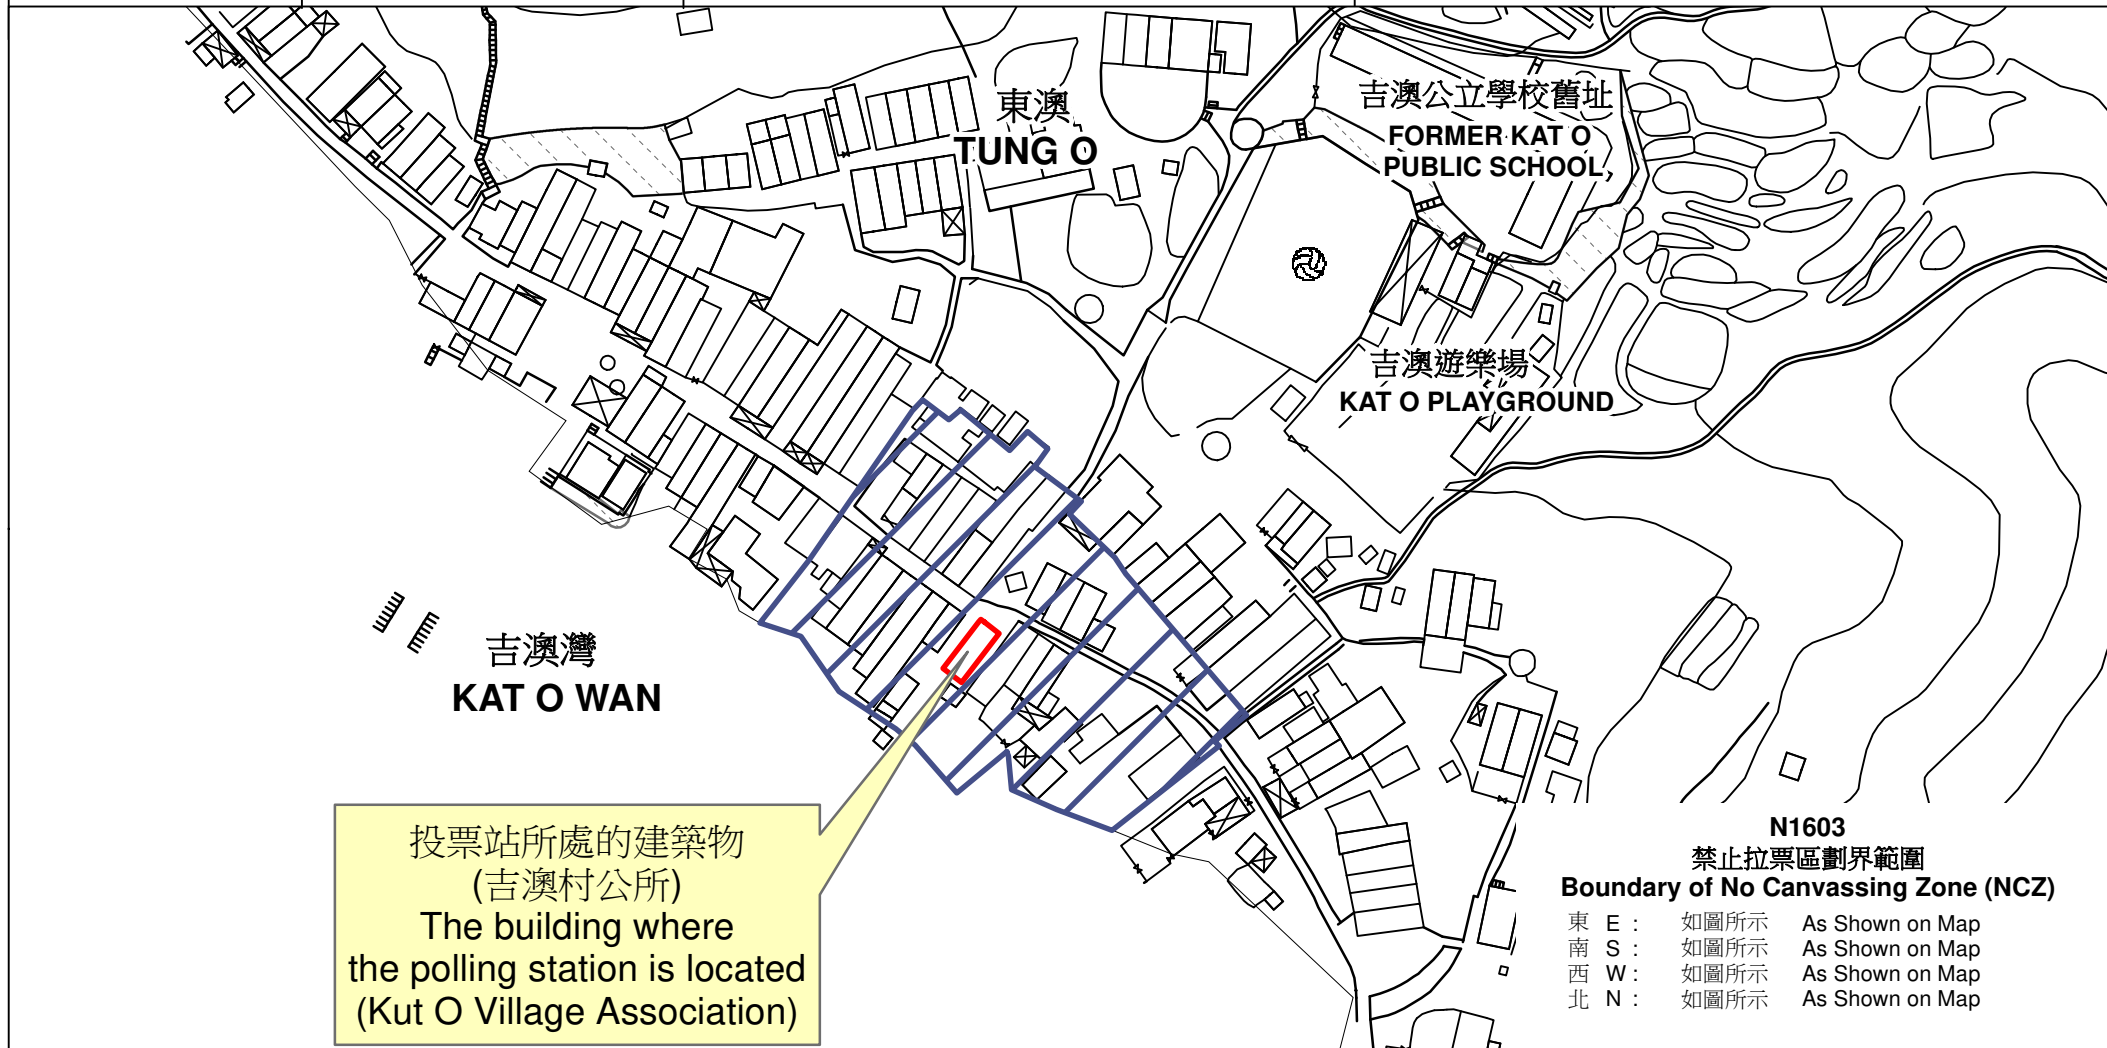 東澳
TUNG O
吉澳公立學校舊址
FORMER KAT O
PUBLIC SCHOOL
吉澳遊樂場
KAT O PLAYGROUND
吉澳灣
KAT O WAN
投票站所處的建築物
(吉澳村公所)
The building where
the polling station is located
(Kut O Village Association)
N1603
禁止拉票區劃界範圍
Boundary of No Canvassing Zone (NCZ)
東 E : 如圖所示 As Shown on Map
南 S : 如圖所示 As Shown on Map
西 W : 如圖所示 As Shown on Map
北 N : 如圖所示 As Shown on Map